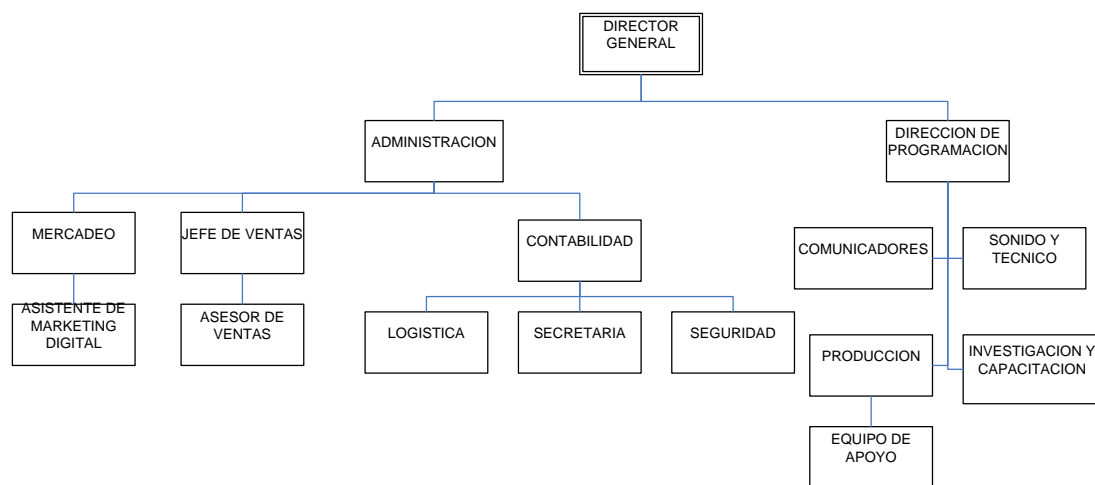 DIRECTOR
GENERAL
ADMINISTRACION
DIRECCION DE
PROGRAMACION
MERCADEO
JEFE DE VENTAS
CONTABILIDAD
COMUNICADORES
SONIDO Y
TECNICO
ASISTENTE DE
MARKETING
DIGITAL
ASESOR DE
VENTAS
LOGISTICA
SECRETARIA
SEGURIDAD
PRODUCCION
INVESTIGACION Y
CAPACITACION
EQUIPO DE
APOYO